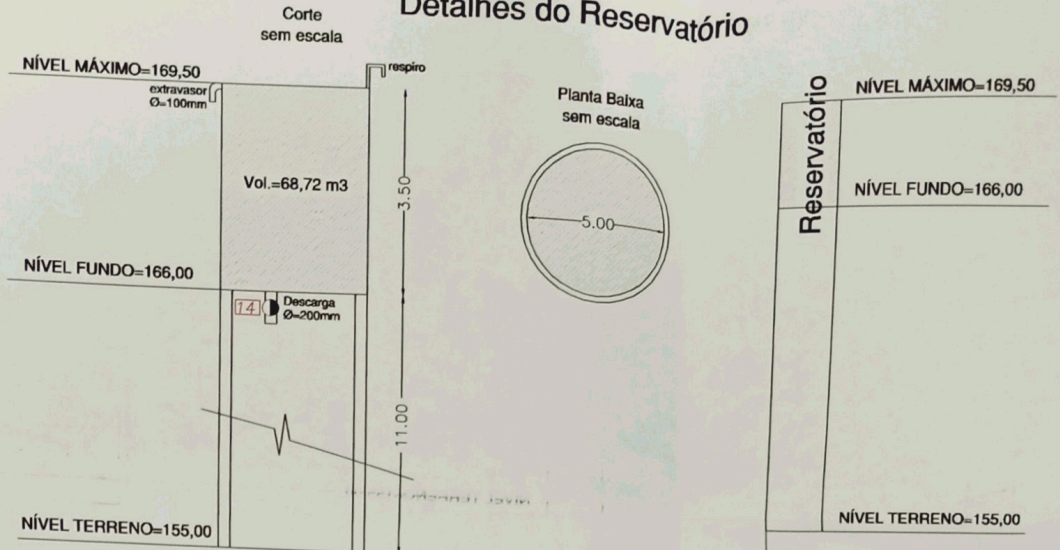 Detalhes do Reservatório
Corte
sem escala
NÍVEL MÁXIMO=169,50
extravasor
Ø=100mm
respiro
Vol.=68,72 m3
3.50
NÍVEL FUNDO=166,00
14
Descarga
Ø=200mm
11.00
NÍVEL TERRENO=155,00
Planta Baixa
sem escala
5.00
Reservatório
NÍVEL MÁXIMO=169,50
NÍVEL FUNDO=166,00
NÍVEL TERRENO=155,00